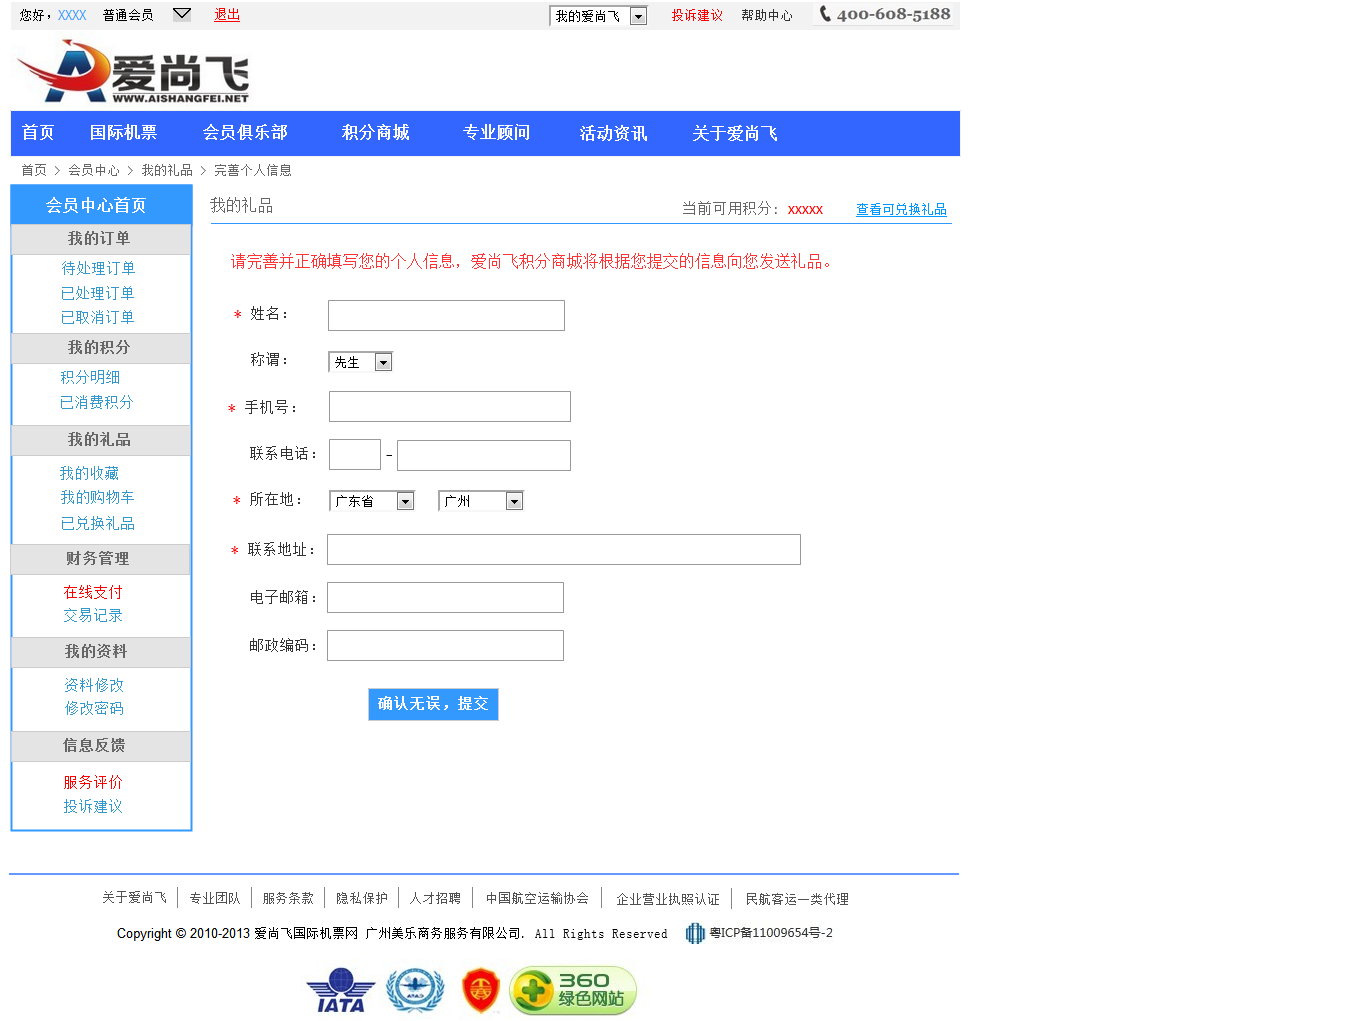 您好，XXXX 普通会员 退出 我的爱尚飞 投诉建议 帮助中心 400-608-5188
爱尚飞
WWW.AISHANGFEI.NET
首页 国际机票 会员俱乐部 积分商城 专业顾问 活动资讯 关于爱尚飞
首页 > 会员中心 > 我的礼品 > 完善个人信息
会员中心首页
我的订单
待处理订单
已处理订单
已取消订单
我的积分
积分明细
已消费积分
我的礼品
我的收藏
我的购物车
已兑换礼品
财务管理
在线支付
交易记录
我的资料
资料修改
修改密码
信息反馈
服务评价
投诉建议
我的礼品 当前可用积分：xxxxx 查看可兑换礼品
请完善并正确填写您的个人信息，爱尚飞积分商城将根据您提交的信息向您发送礼品。
* 姓名：
称谓： 先生
* 手机号：
联系电话： -
* 所在地： 广东省 广州
* 联系地址：
电子邮箱：
邮政编码：
确认无误，提交
关于爱尚飞 专业团队 服务条款 隐私保护 人才招聘 中国航空运输协会 企业营业执照认证 民航客运一类代理
Copyright © 2010-2013 爱尚飞国际机票网 广州美乐商务服务有限公司. All Rights Reserved 粤ICP备11009654号-2
IATA
360
绿色网站